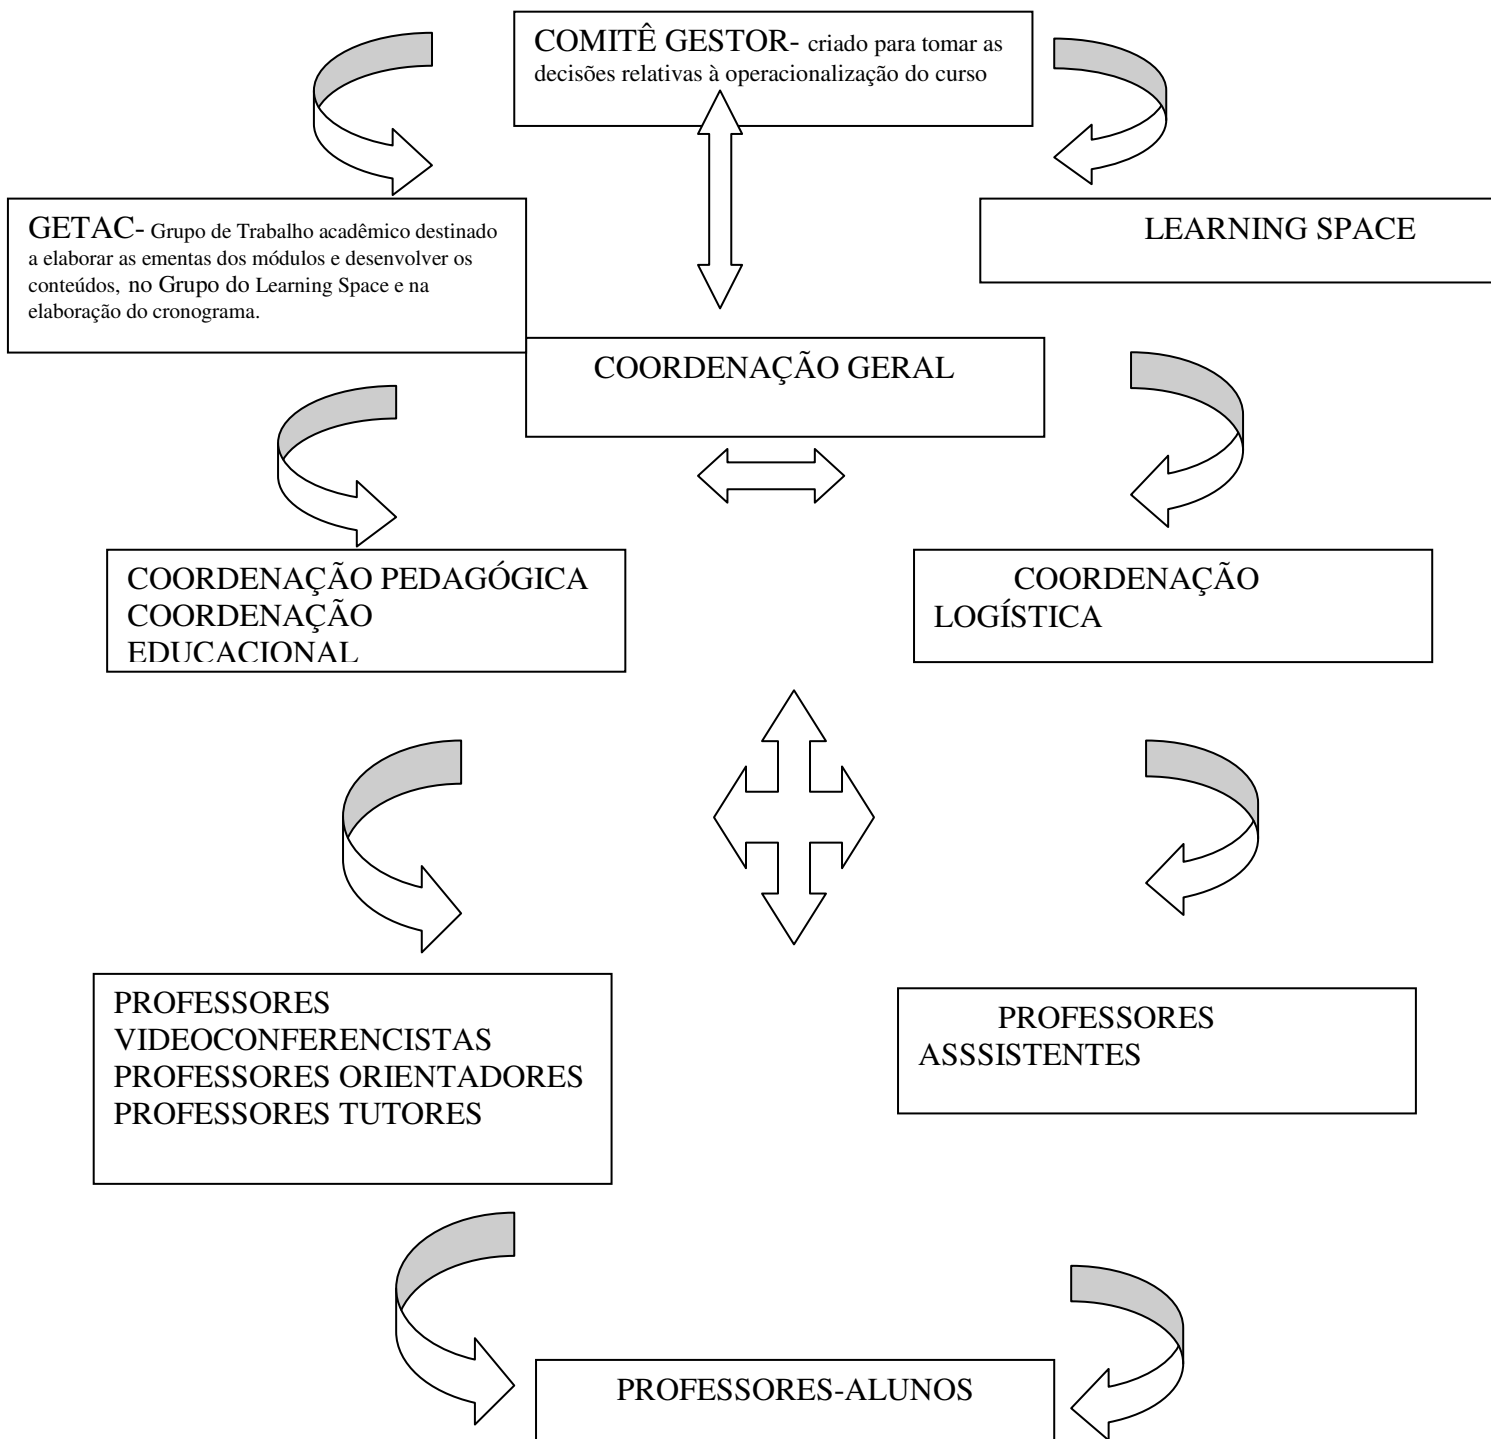 COMITÊ GESTOR- criado para tomar as
decisões relativas à operacionalização do curso
GETAC- Grupo de Trabalho acadêmico destinado
a elaborar as ementas dos módulos e desenvolver os
conteúdos, no Grupo do Learning Space e na
elaboração do cronograma.
LEARNING SPACE
COORDENAÇÃO GERAL
COORDENAÇÃO PEDAGÓGICA
COORDENAÇÃO
EDUCACIONAL
COORDENAÇÃO
LOGÍSTICA
PROFESSORES
VIDEOCONFERENCISTAS
PROFESSORES ORIENTADORES
PROFESSORES TUTORES
PROFESSORES
ASSSISTENTES
PROFESSORES-ALUNOS